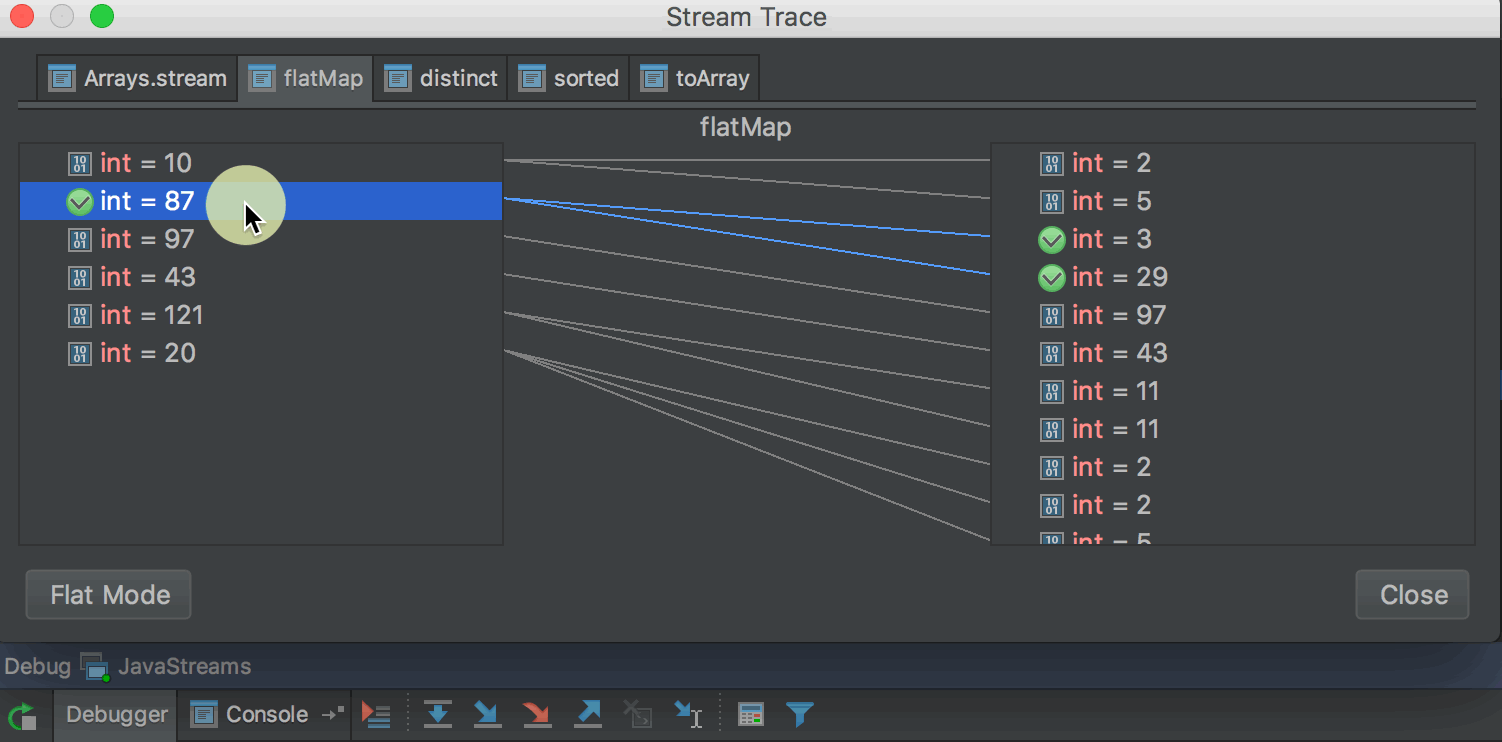 Stream Trace
Arrays.stream flatMap distinct sorted toArray
flatMap
int = 10
int = 87
int = 97
int = 43
int = 121
int = 20
int = 2
int = 5
int = 3
int = 29
int = 97
int = 43
int = 11
int = 11
int = 2
int = 2
int = 5
Flat Mode
Close
Debug JavaStreams
Debugger Console